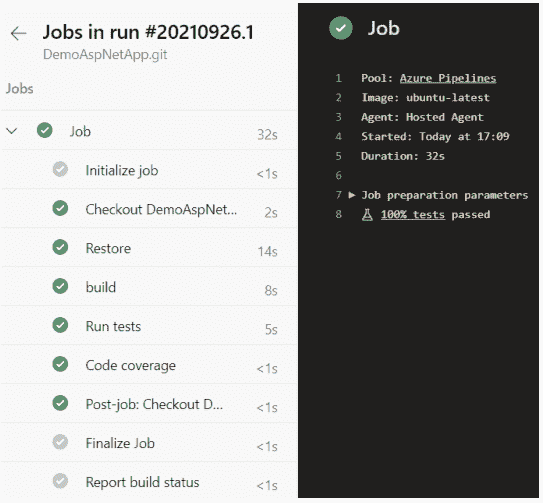 Jobs in run #20210926.1
DemoAspNetApp.git
Jobs
Job 32s
Initialize job <1s
Checkout DemoAspNet... 2s
Restore 14s
build 8s
Run tests 5s
Code coverage <1s
Post-job: Checkout D... <1s
Finalize Job <1s
Report build status <1s
Job
1 Pool: Azure Pipelines
2 Image: ubuntu-latest
3 Agent: Hosted Agent
4 Started: Today at 17:09
5 Duration: 32s
6
7 Job preparation parameters
8 100% tests passed